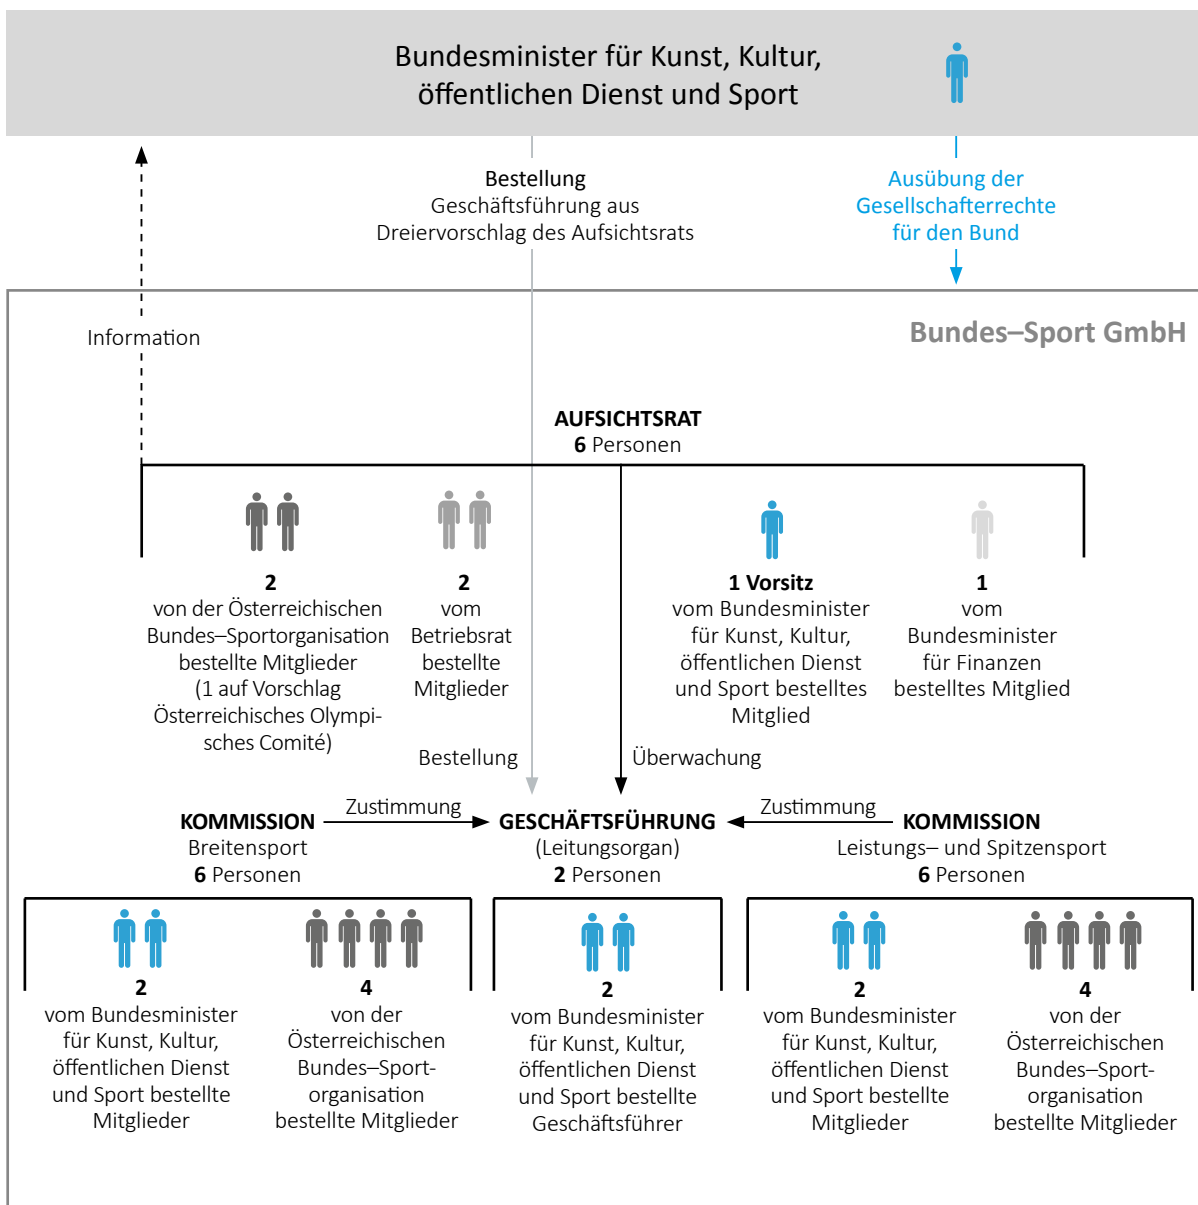 Bundesminister für Kunst, Kultur,
öffentlichen Dienst und Sport
Bestellung
Geschäftsführung aus
Dreiervorschlag des Aufsichtsrats
Ausübung der
Gesellschafterrechte
für den Bund
Information
Bundes–Sport GmbH
AUFSICHTSRAT
6 Personen
2
von der Österreichischen
Bundes–Sportorganisation
bestellte Mitglieder
(1 auf Vorschlag
Österreichisches Olympi-
sches Comité)
2
vom
Betriebsrat
bestellte
Mitglieder
1 Vorsitz
vom Bundesminister
für Kunst, Kultur,
öffentlichen Dienst
und Sport bestelltes
Mitglied
1
vom
Bundesminister
für Finanzen
bestelltes Mitglied
Bestellung
Überwachung
KOMMISSION
Breitensport
6 Personen
Zustimmung
GESCHÄFTSFÜHRUNG
(Leitungsorgan)
2 Personen
Zustimmung
KOMMISSION
Leistungs– und Spitzensport
6 Personen
2
vom Bundesminister
für Kunst, Kultur,
öffentlichen Dienst
und Sport bestellte
Mitglieder
4
von der
Österreichischen
Bundes–Sport-
organisation
bestellte Mitglieder
2
vom Bundesminister
für Kunst, Kultur,
öffentlichen Dienst
und Sport bestellte
Geschäftsführer
2
vom Bundesminister
für Kunst, Kultur,
öffentlichen Dienst
und Sport bestellte
Mitglieder
4
von der
Österreichischen
Bundes–Sport-
organisation
bestellte Mitglieder